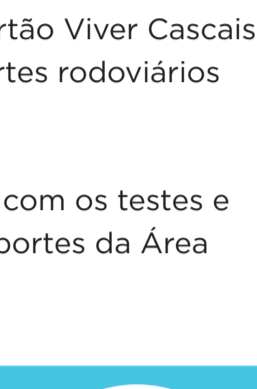 rtão Viver Cascais
rtes rodoviários
com os testes e
portes da Área